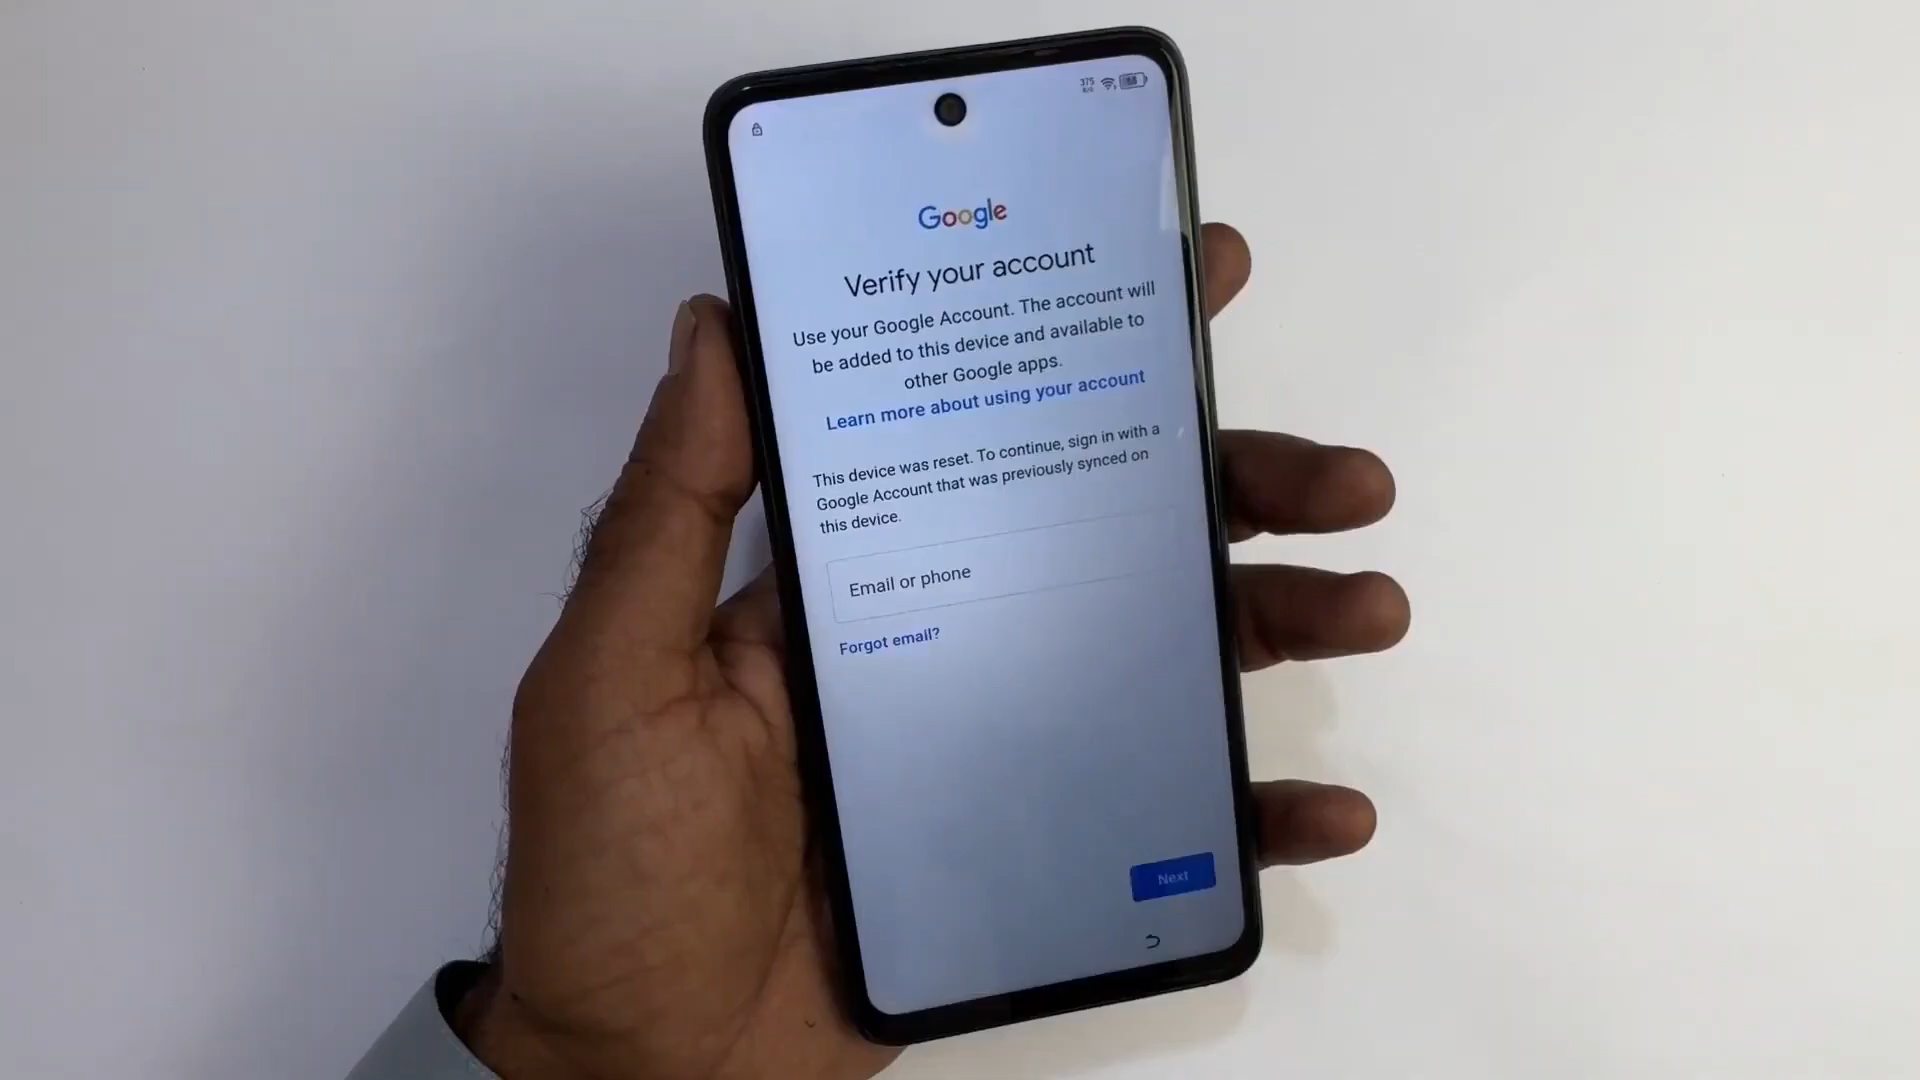 375
B/S
Google
Verify your account
Use your Google Account. The account will
be added to this device and available to
other Google apps.
Learn more about using your account
This device was reset. To continue, sign in with a
Google Account that was previously synced on
this device.
Email or phone
Forgot email?
Next